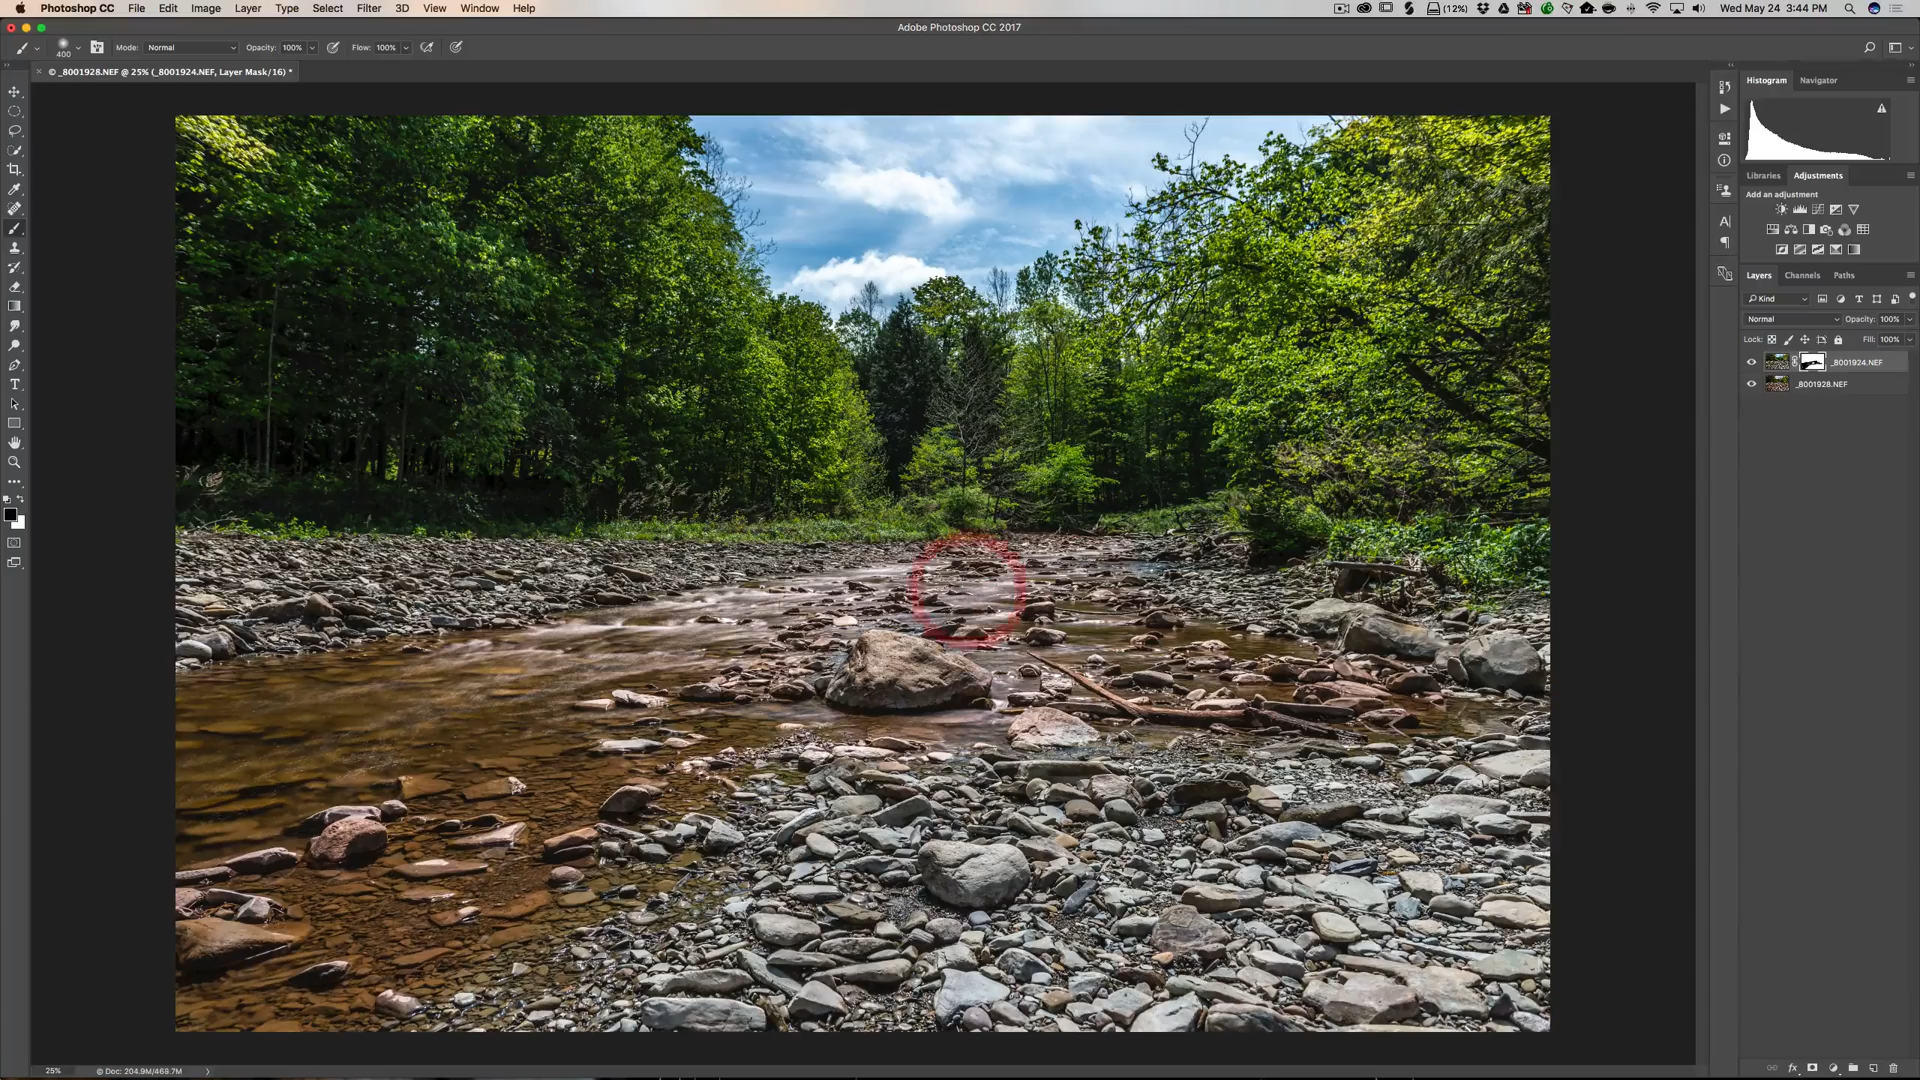 Photoshop CC File Edit Image Layer Type Select Filter 3D View Window Help (12%) Wed May 24 3:44 PM
Adobe Photoshop CC 2017
400 Mode: Normal Opacity: 100% Flow: 100%
× © _8001928.NEF @ 25% (_8001924.NEF, Layer Mask/16) *
Histogram Navigator
Libraries Adjustments
Add an adjustment
Layers Channels Paths
Kind
Normal Opacity: 100%
Lock: Fill: 100%
_8001924.NEF
_8001928.NEF
25% Doc: 204.9M/469.7M